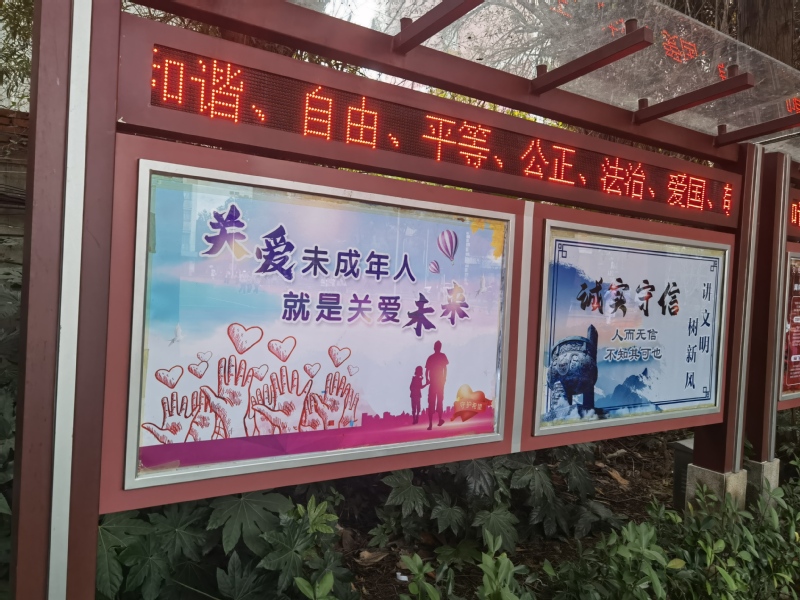 和谐、自由、平等、公正、法治、爱国、
关爱未成年人
就是关爱未来
诚实守信
人而无信
不知其可也
讲文明
树新风